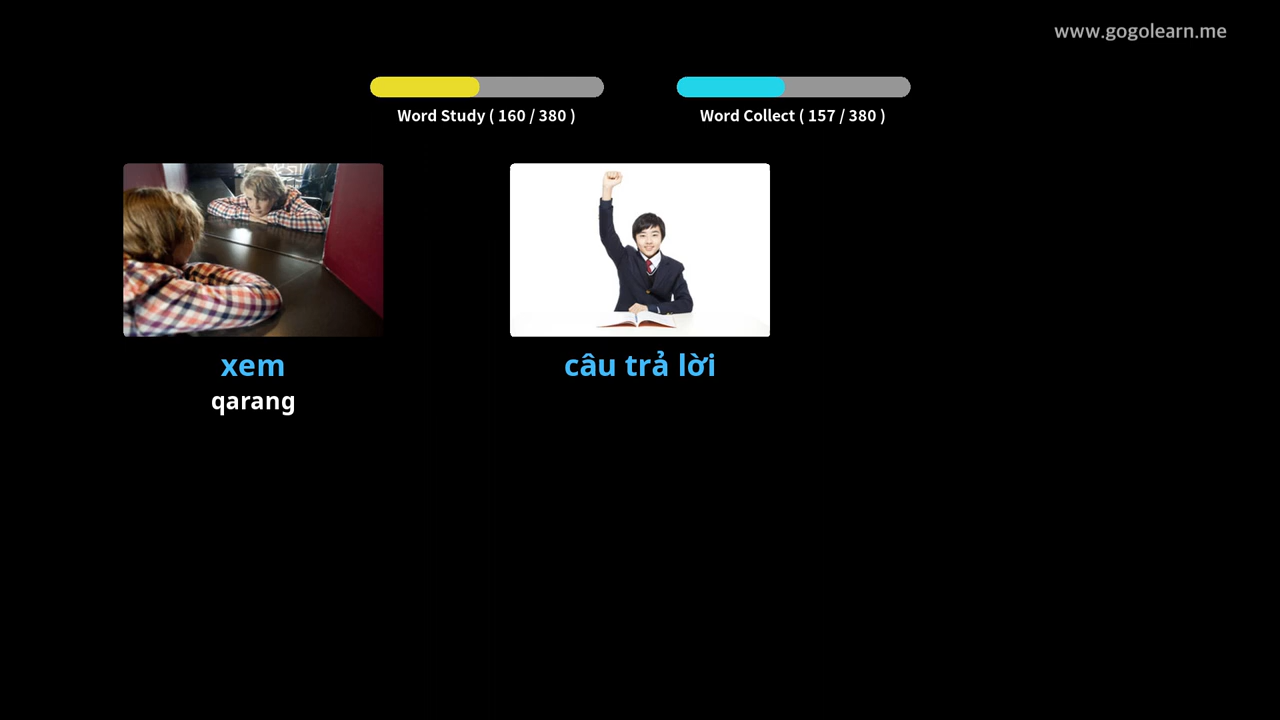 www.gogolearn.me
Word Study ( 160 / 380 )
Word Collect ( 157 / 380 )
xem
qarang
câu trả lời